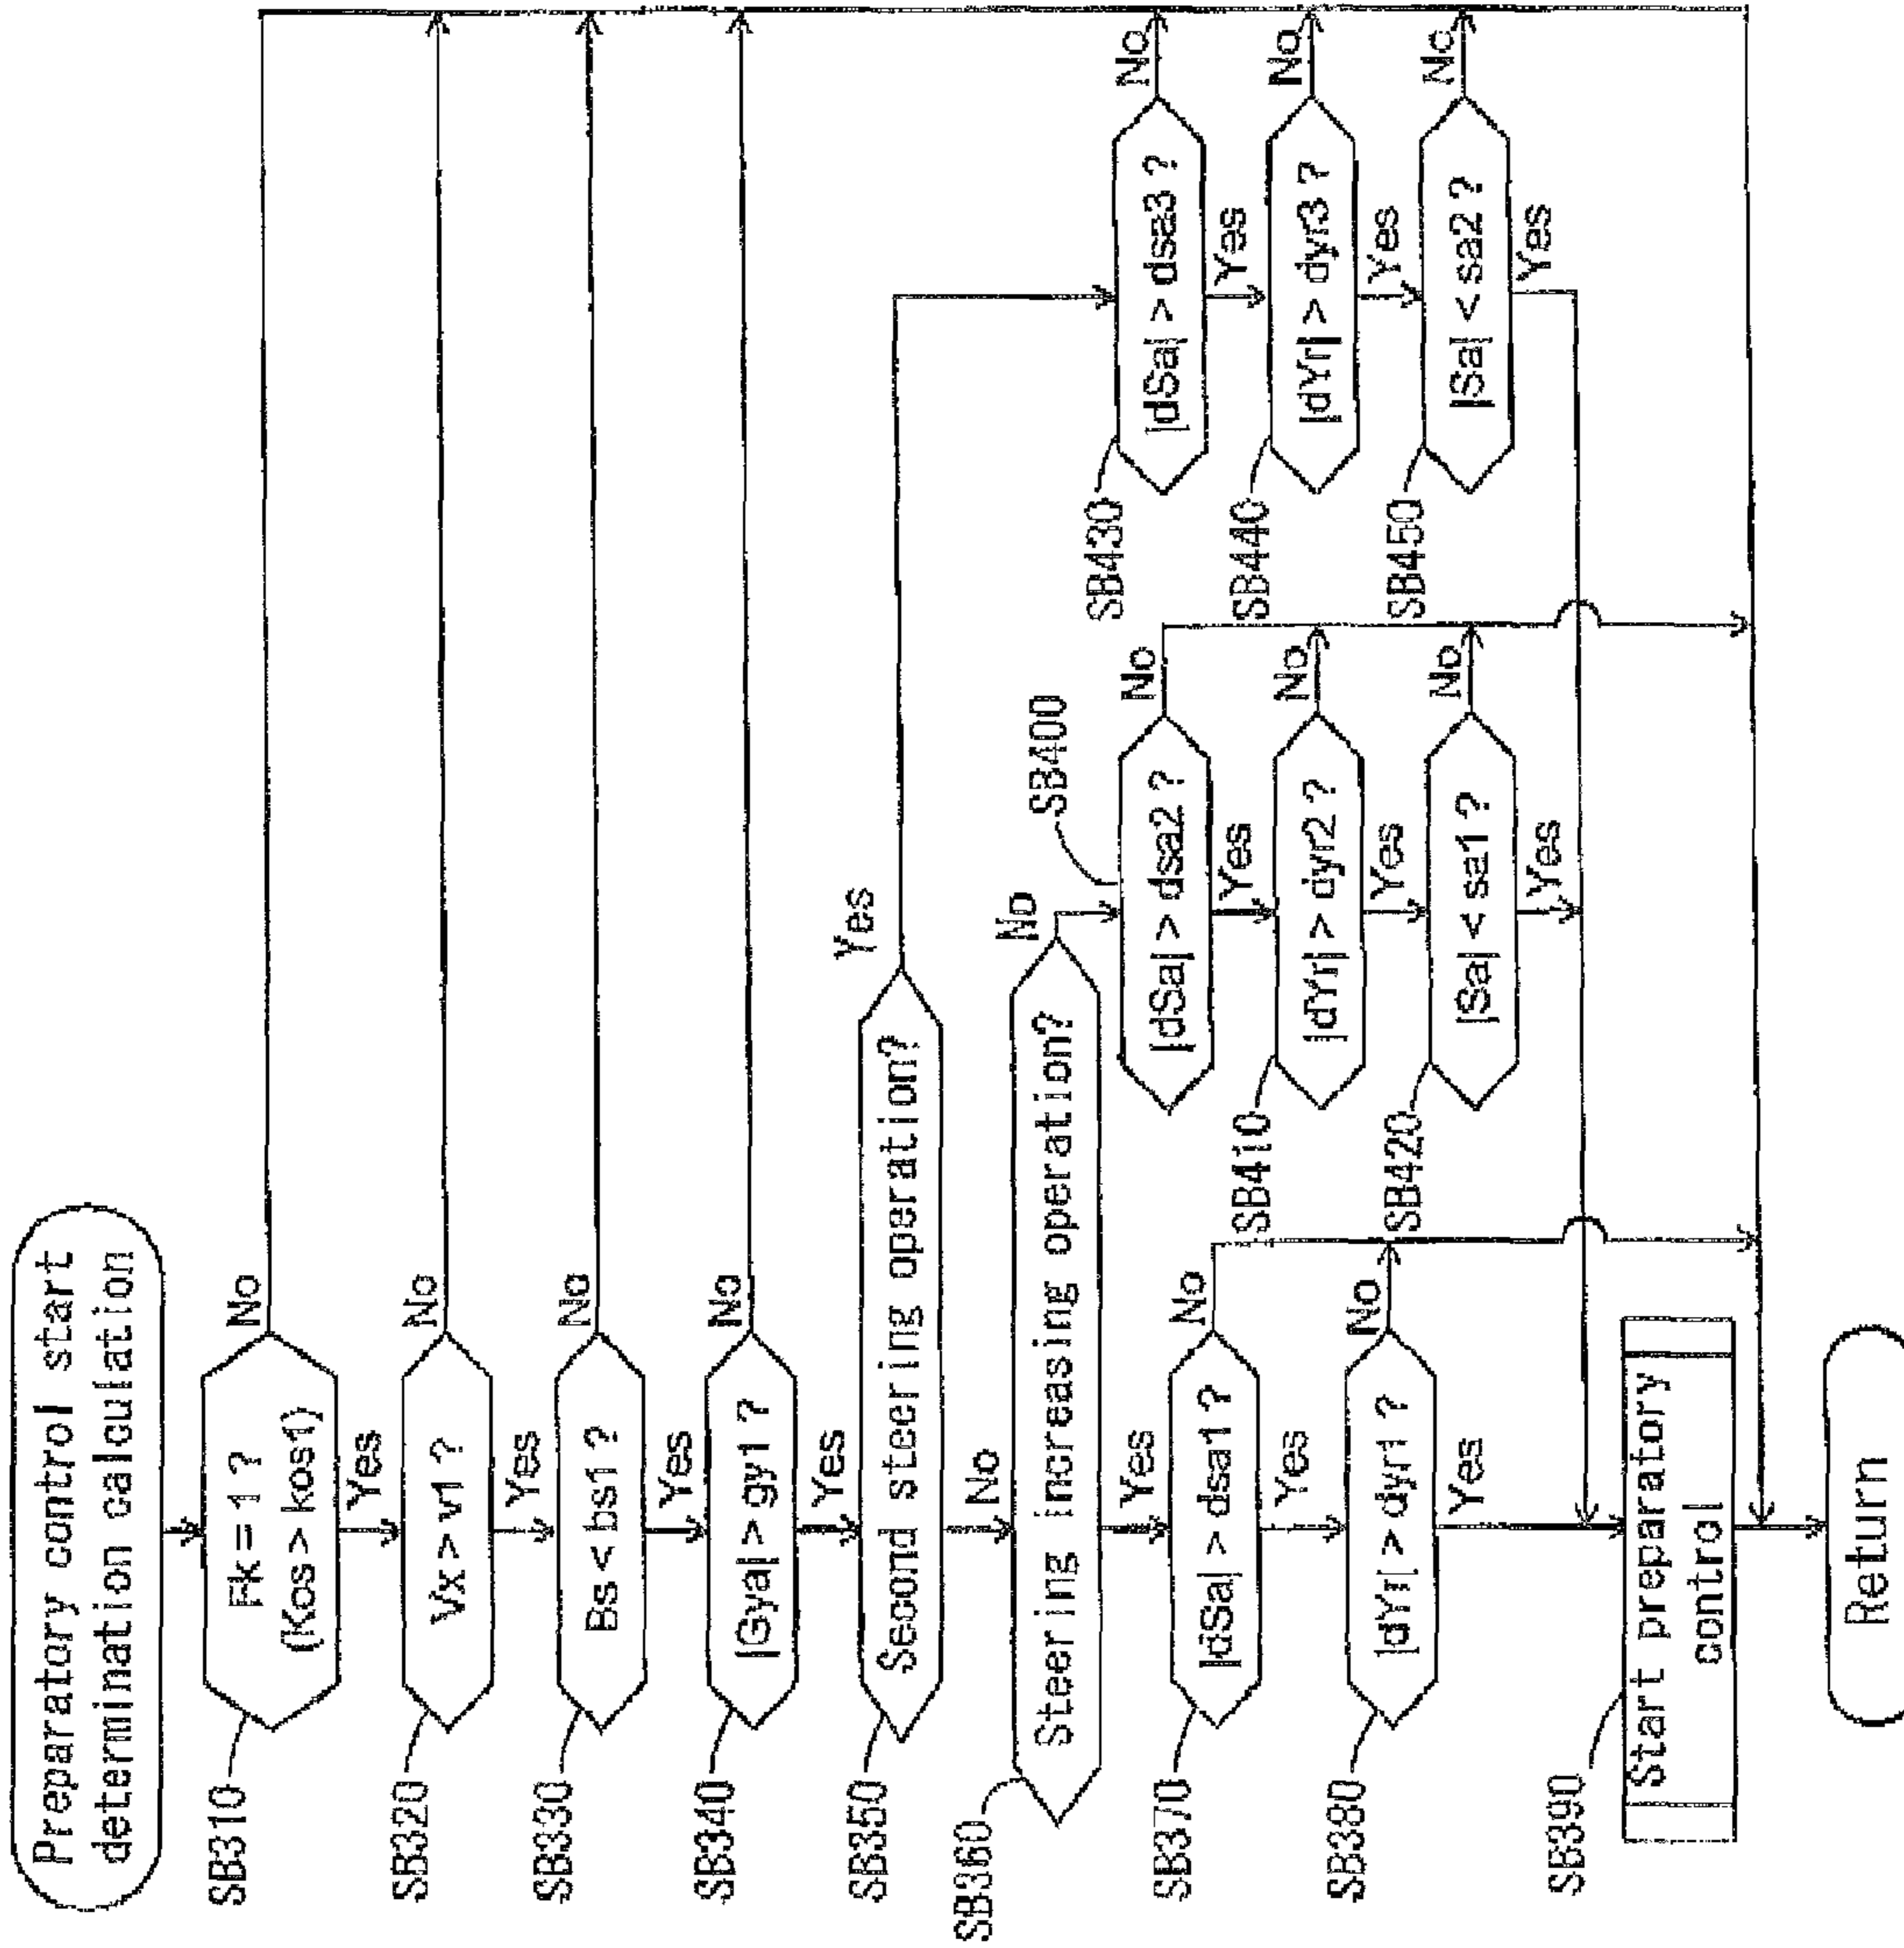 Preparatory control start
determination calculation
SB310
Fk = 1 ?
(Kos > kos1)
No
Yes
SB320
Vx > v1 ?
No
Yes
SB330
Bs < bs1 ?
No
Yes
SB340
|Gya| > gy1 ?
No
Yes
SB350
Second steering operation?
Yes
No
SB360
Steering increasing operation?
No
Yes
SB370
|dSa| > dsa1 ?
No
Yes
SB380
|dYr| > dyr1 ?
No
Yes
SB390
Start preparatory
control
Return
SB400
|dSa| > dsa2 ?
No
Yes
SB410
|dYr| > dyr2 ?
No
Yes
SB420
|Sa| < sa1 ?
No
Yes
SB430
|dSa| > dsa3 ?
No
Yes
SB440
|dYr| > dyr3 ?
No
Yes
SB450
|Sa| < sa2 ?
No
Yes